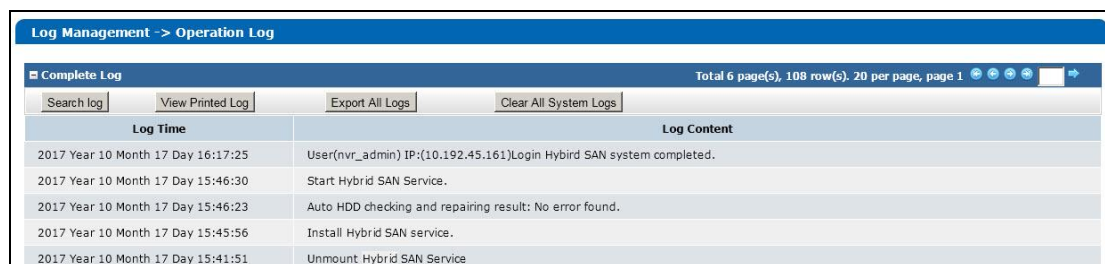 Log Management -> Operation Log
Complete Log Total 6 page(s), 108 row(s). 20 per page, page 1
Search log View Printed Log Export All Logs Clear All System Logs
Log Time Log Content
2017 Year 10 Month 17 Day 16:17:25 User(nvr_admin) IP:(10.192.45.161)Login Hybird SAN system completed.
2017 Year 10 Month 17 Day 15:46:30 Start Hybrid SAN Service.
2017 Year 10 Month 17 Day 15:46:23 Auto HDD checking and repairing result: No error found.
2017 Year 10 Month 17 Day 15:45:56 Install Hybrid SAN service.
2017 Year 10 Month 17 Day 15:41:51 Unmount Hybrid SAN Service